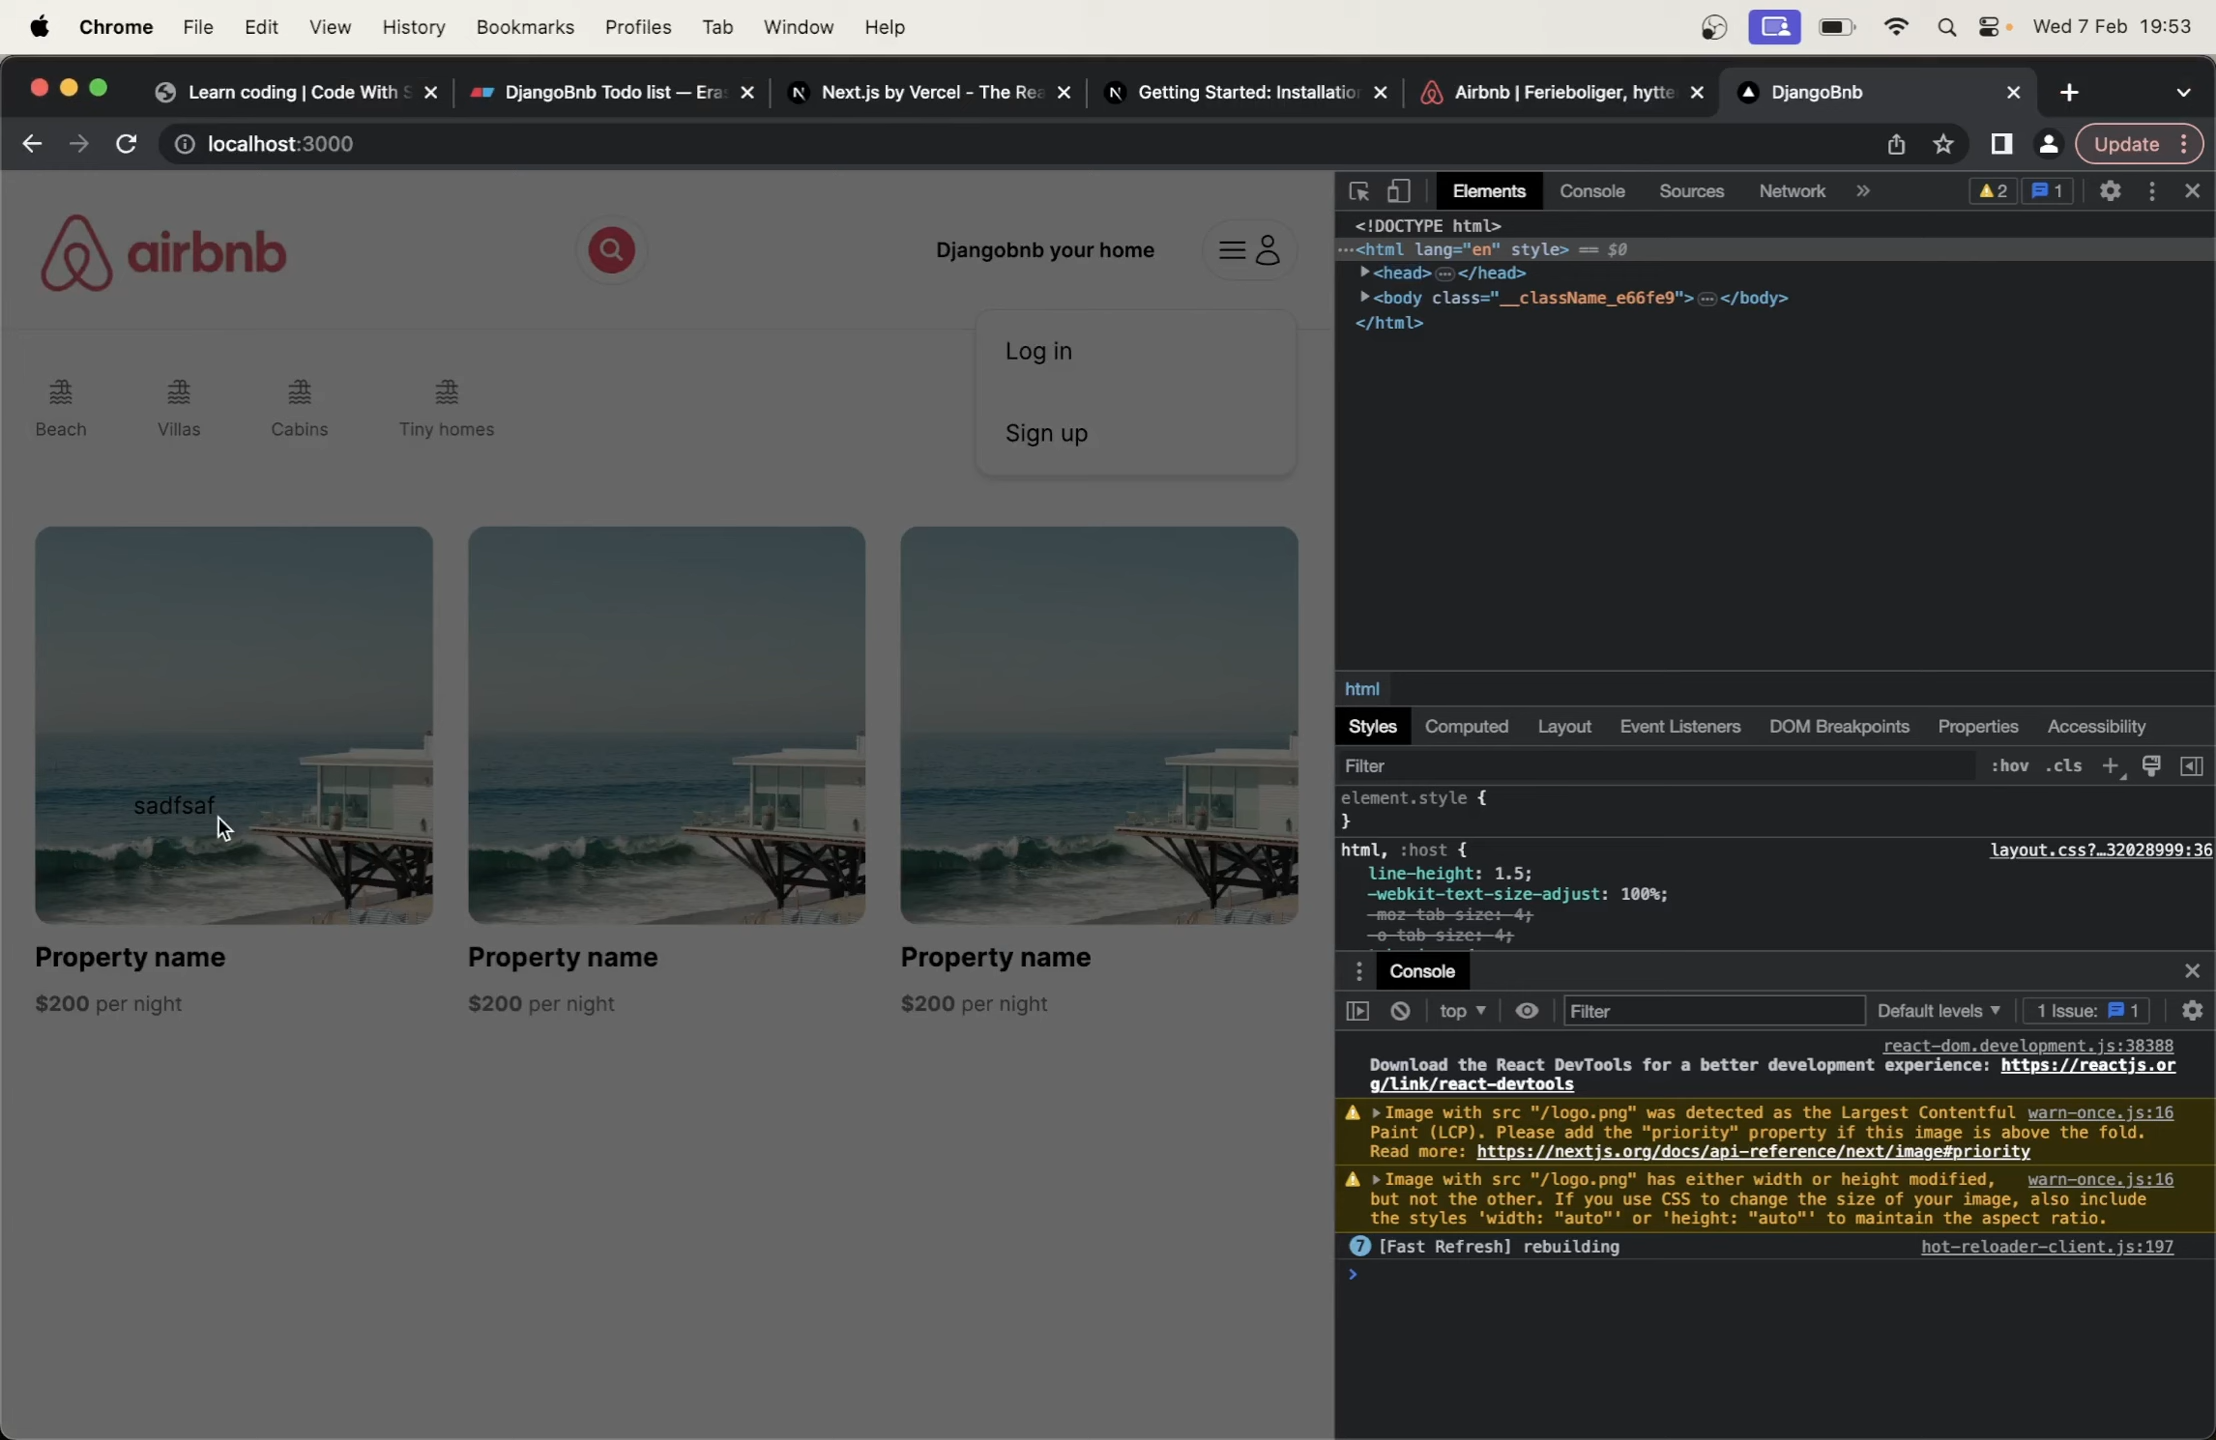 Chrome File Edit View History Bookmarks Profiles Tab Window Help Wed 7 Feb 19:53
Learn coding | Code With S DjangoBnb Todo list — Eras Next.js by Vercel - The Rea Getting Started: Installation Airbnb | Ferieboliger, hytte DjangoBnb
localhost:3000 Update
Elements Console Sources Network 2 1
<!DOCTYPE html>
<html lang="en" style> == $0
<head> </head>
<body class="__className_e66fe9"> </body>
</html>
airbnb
Djangobnb your home
Log in
Sign up
Beach Villas Cabins Tiny homes
sadfsaf
Property name Property name Property name
$200 per night $200 per night $200 per night
html
Styles Computed Layout Event Listeners DOM Breakpoints Properties Accessibility
Filter :hov .cls
element.style {
}
html, :host { layout.css?…32028999:36
line-height: 1.5;
-webkit-text-size-adjust: 100%;
-moz-tab-size: 4;
-o-tab-size: 4;
Console
top Filter Default levels 1 Issue: 1
react-dom.development.js:38388
Download the React DevTools for a better development experience: https://reactjs.or
g/link/react-devtools
Image with src "/logo.png" was detected as the Largest Contentful warn-once.js:16
Paint (LCP). Please add the "priority" property if this image is above the fold.
Read more: https://nextjs.org/docs/api-reference/next/image#priority
Image with src "/logo.png" has either width or height modified, warn-once.js:16
but not the other. If you use CSS to change the size of your image, also include
the styles 'width: "auto"' or 'height: "auto"' to maintain the aspect ratio.
7 [Fast Refresh] rebuilding hot-reloader-client.js:197